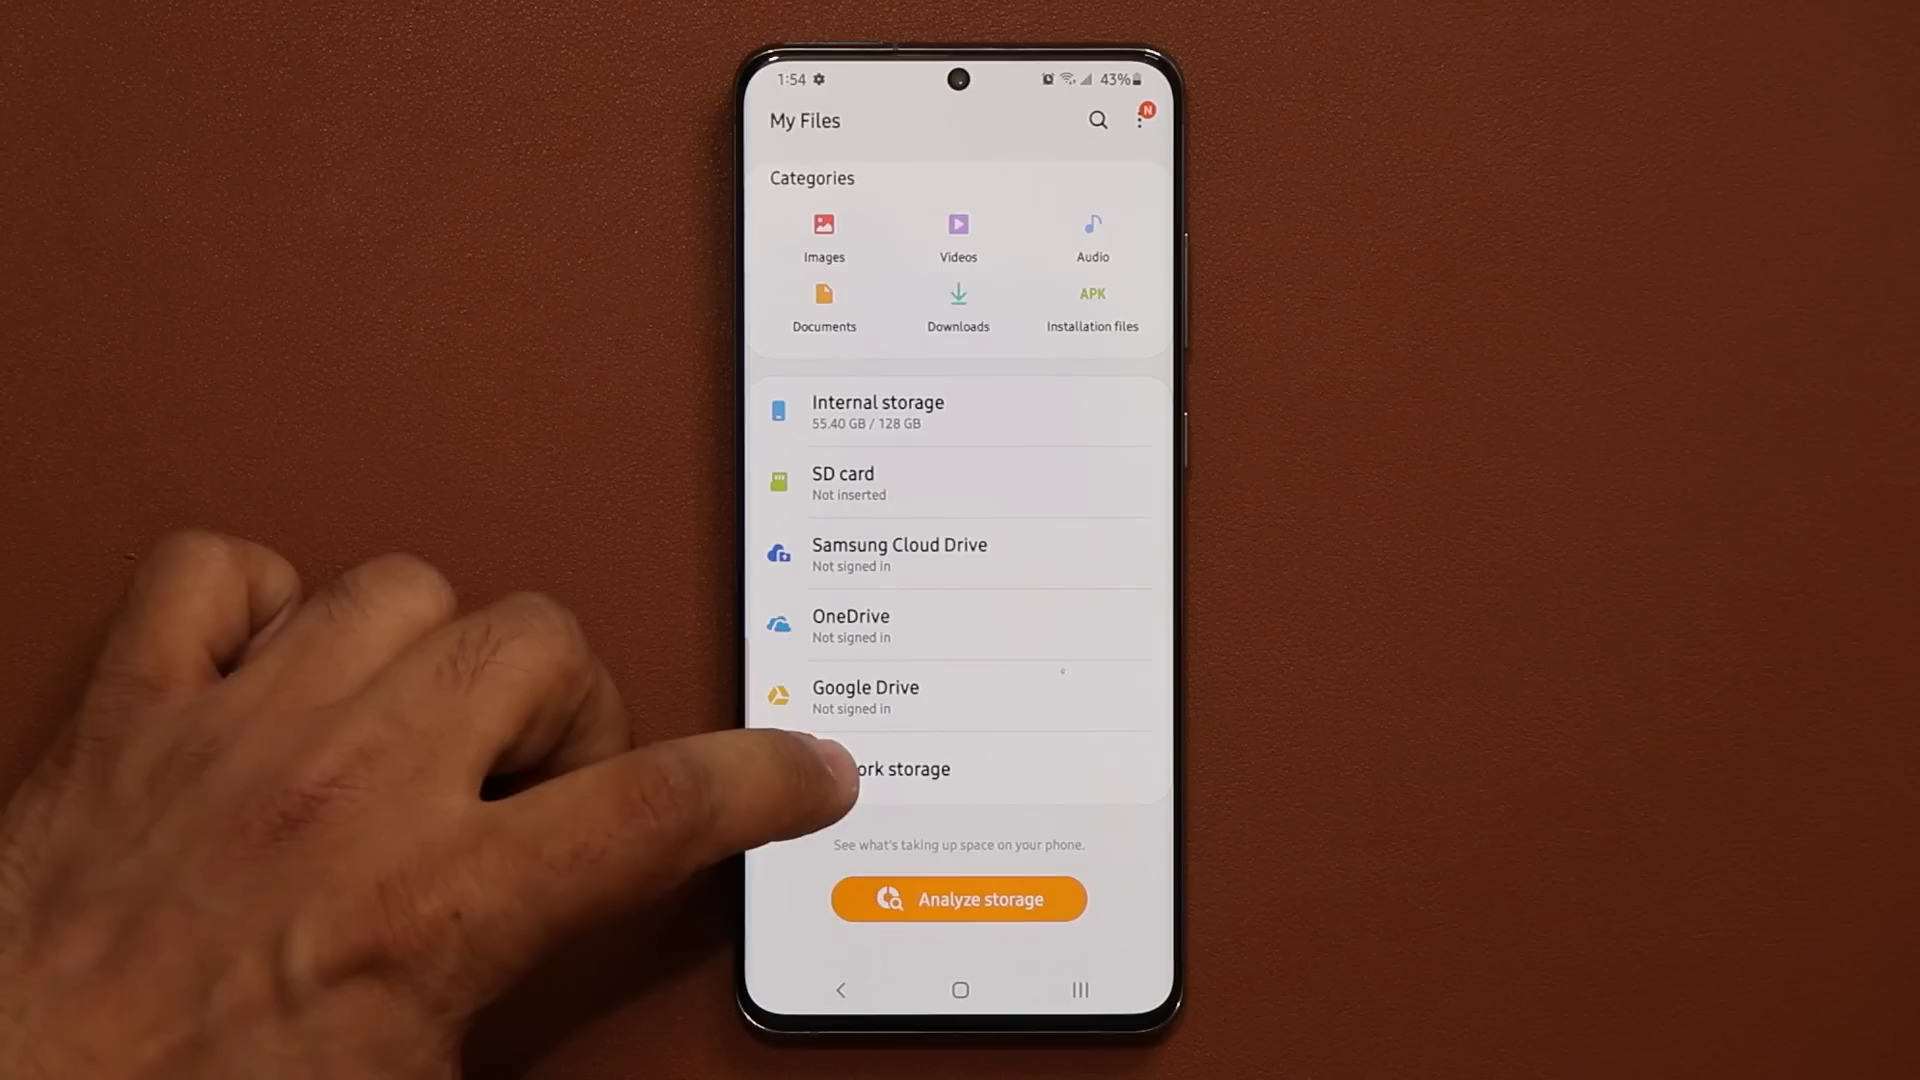 1:54 43%
My Files N
Categories
Images Videos Audio
APK
Documents Downloads Installation files
Internal storage
55.40 GB / 128 GB
SD card
Not inserted
Samsung Cloud Drive
Not signed in
OneDrive
Not signed in
Google Drive
Not signed in
storage
See what's taking up space on your phone.
Analyze storage